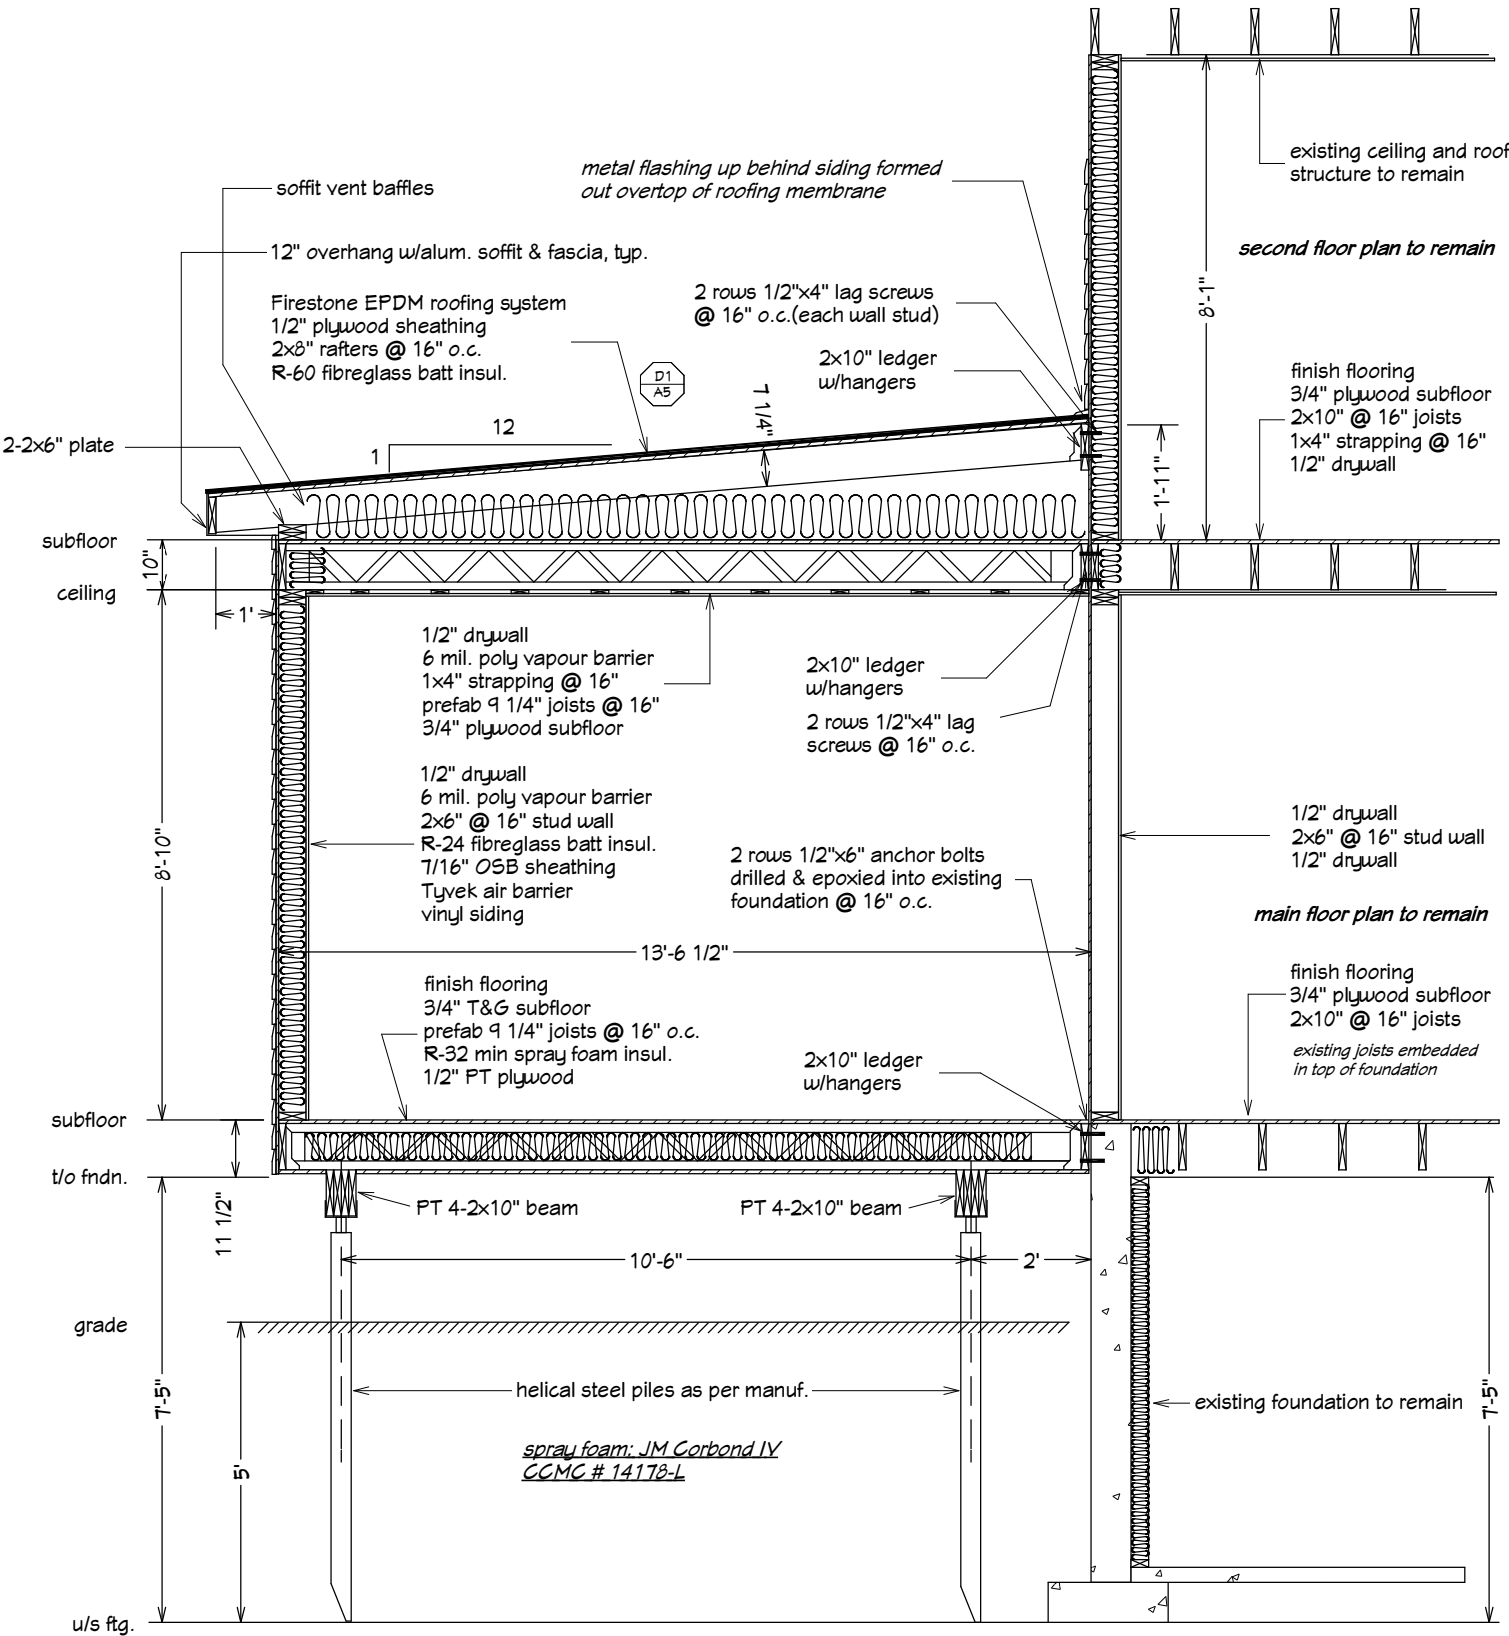 metal flashing up behind siding formed
out overtop of roofing membrane
soffit vent baffles
existing ceiling and roof
structure to remain
second floor plan to remain
12" overhang w/alum. soffit & fascia, typ.
Firestone EPDM roofing system
1/2" plywood sheathing
2x8" rafters @ 16" o.c.
R-60 fibreglass batt insul.
2 rows 1/2"x4" lag screws
@ 16" o.c.(each wall stud)
2x10" ledger
w/hangers
8'-1"
D1
A5
7 1/4"
finish flooring
3/4" plywood subfloor
2x10" @ 16" joists
1x4" strapping @ 16"
1/2" drywall
12
1
2-2x6" plate
1'-11"
subfloor
10"
ceiling
1'
1/2" drywall
6 mil. poly vapour barrier
1x4" strapping @ 16"
prefab 9 1/4" joists @ 16"
3/4" plywood subfloor
2x10" ledger
w/hangers
2 rows 1/2"x4" lag
screws @ 16" o.c.
1/2" drywall
6 mil. poly vapour barrier
2x6" @ 16" stud wall
R-24 fibreglass batt insul.
7/16" OSB sheathing
Tyvek air barrier
vinyl siding
8'-10"
2 rows 1/2"x6" anchor bolts
drilled & epoxied into existing
foundation @ 16" o.c.
1/2" drywall
2x6" @ 16" stud wall
1/2" drywall
main floor plan to remain
13'-6 1/2"
finish flooring
3/4" T&G subfloor
prefab 9 1/4" joists @ 16" o.c.
R-32 min spray foam insul.
1/2" PT plywood
2x10" ledger
w/hangers
finish flooring
3/4" plywood subfloor
2x10" @ 16" joists
existing joists embedded
in top of foundation
subfloor
t/o fndn.
11 1/2"
PT 4-2x10" beam
PT 4-2x10" beam
10'-6"
2'
grade
7'-5"
5'
helical steel piles as per manuf.
existing foundation to remain
7'-5"
spray foam: JM Corbond IV
CCMC # 14178-L
u/s ftg.